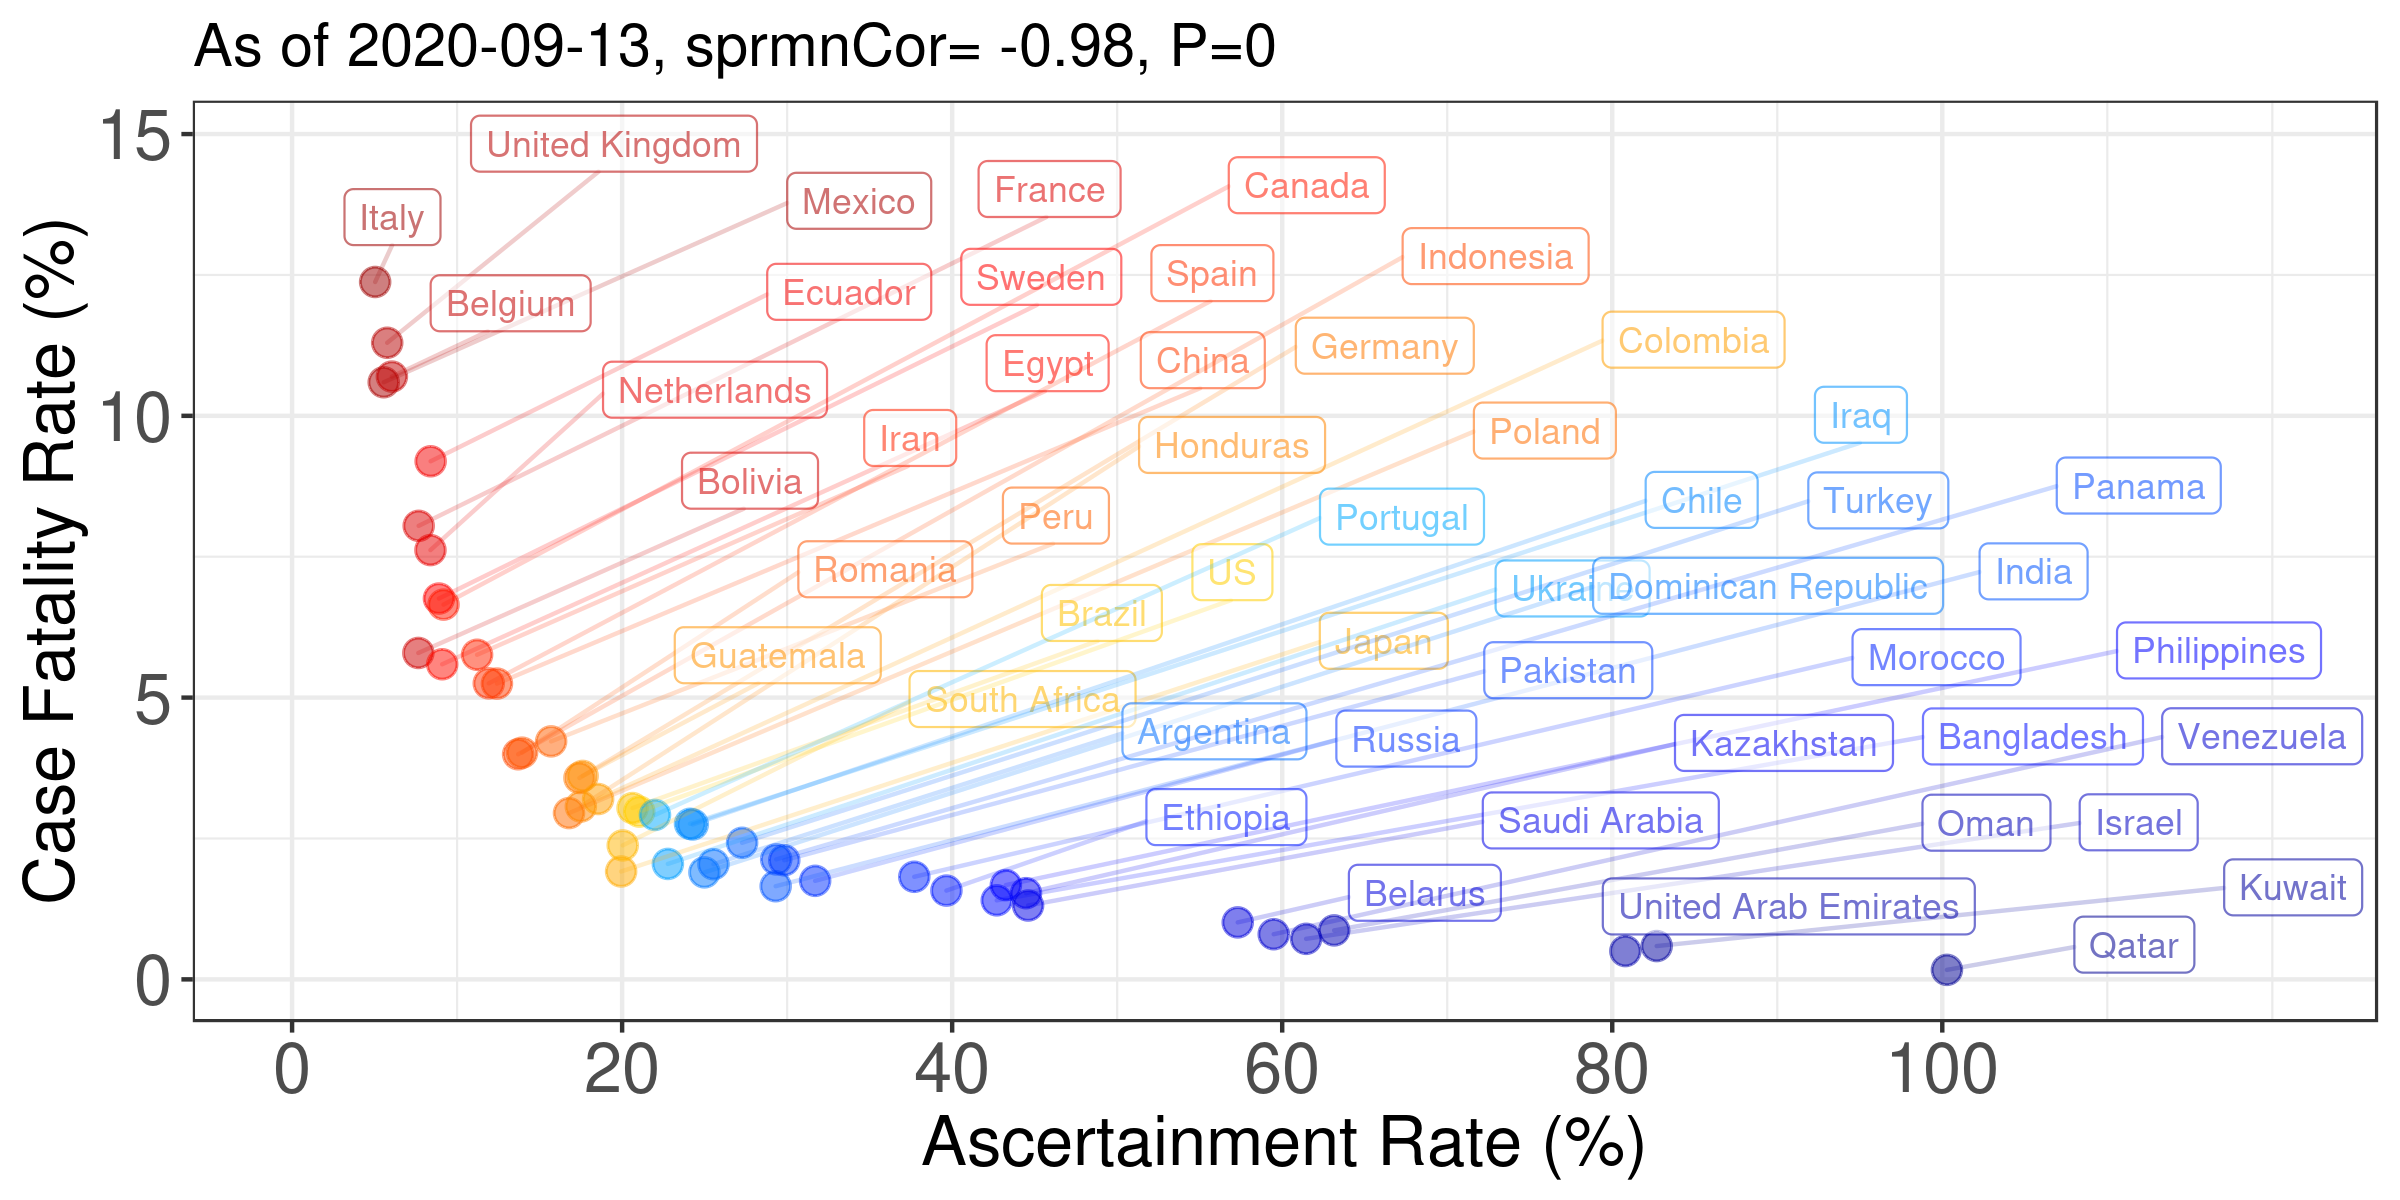 As of 2020-09-13, sprmnCor= -0.98, P=0
Case Fatality Rate (%)
15
10
5
0
United Kingdom
Canada
France
Mexico
Italy
Indonesia
Spain
Sweden
Ecuador
Belgium
Colombia
Germany
China
Egypt
Netherlands
Iraq
Poland
Iran
Honduras
Bolivia
Panama
Turkey
Chile
Portugal
Peru
Romania
US
India
Ukraine
Dominican Republic
Brazil
Japan
Guatemala
Philippines
Morocco
Pakistan
South Africa
Argentina
Russia
Kazakhstan
Bangladesh
Venezuela
Ethiopia
Saudi Arabia
Oman
Israel
Belarus
United Arab Emirates
Kuwait
Qatar
0
20
40
60
80
100
Ascertainment Rate (%)